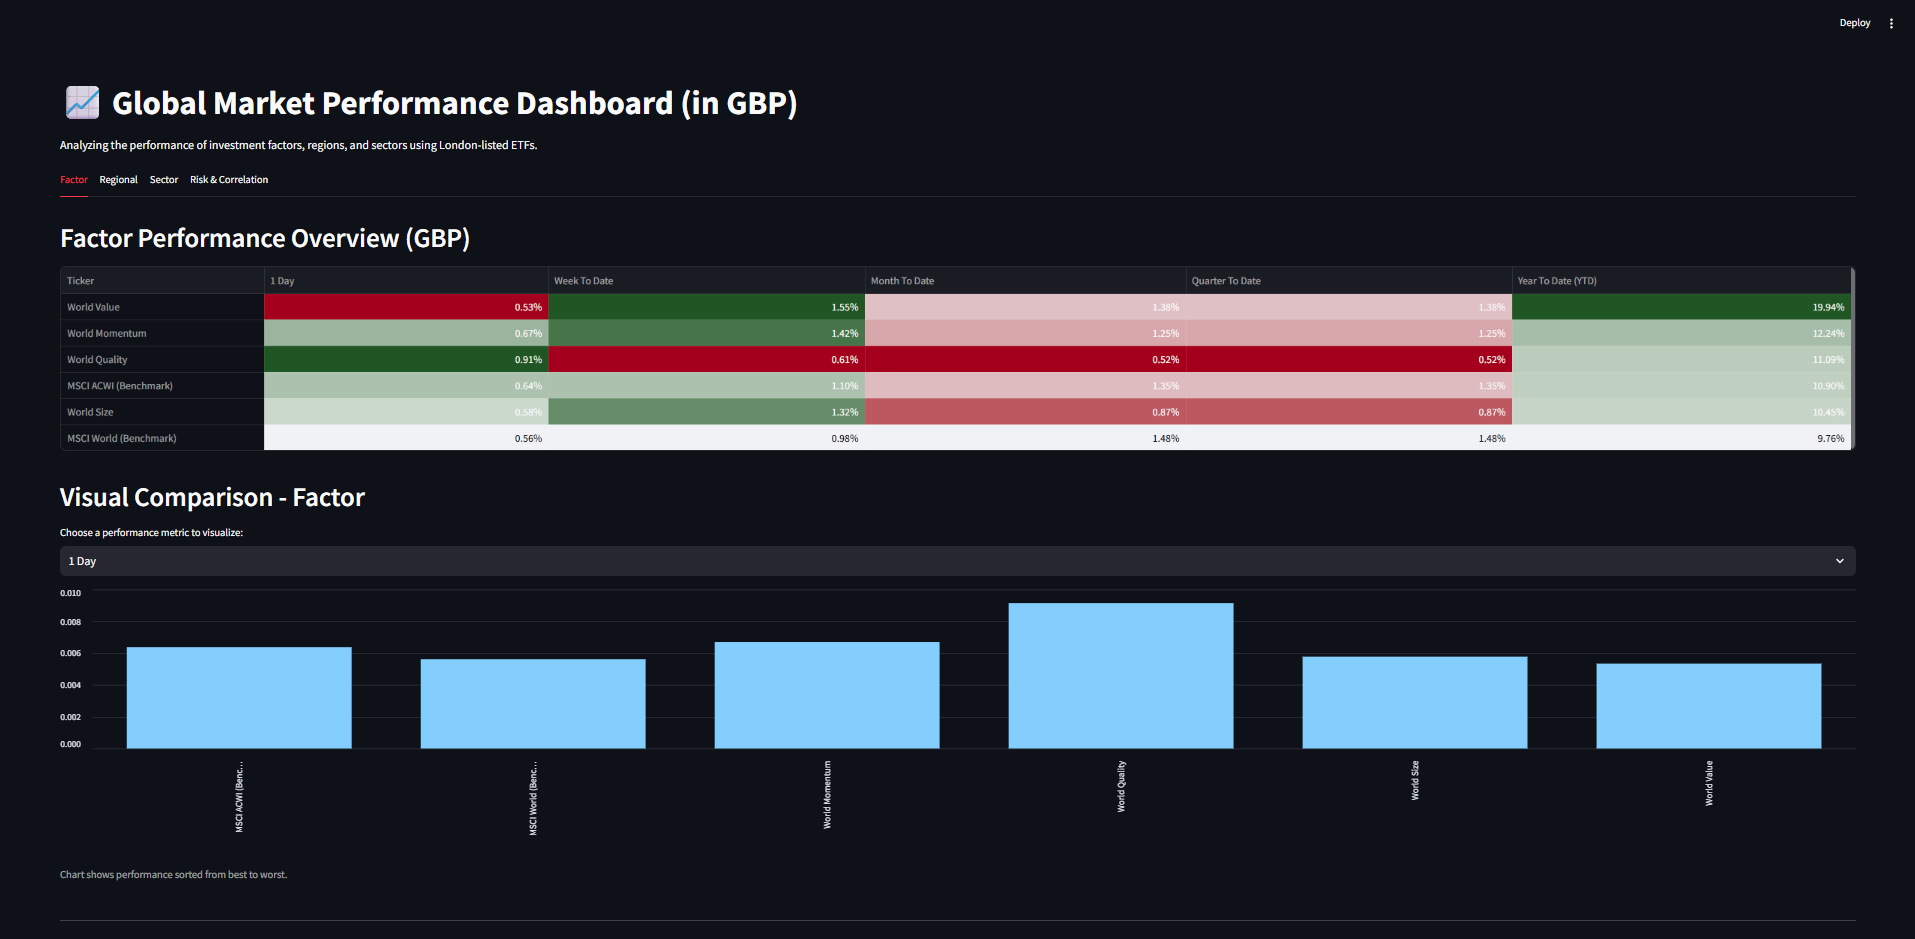 Deploy
Global Market Performance Dashboard (in GBP)
Analyzing the performance of investment factors, regions, and sectors using London-listed ETFs.
Factor Regional Sector Risk & Correlation
Factor Performance Overview (GBP)
Ticker 1 Day Week To Date Month To Date Quarter To Date Year To Date (YTD)
World Value 0.53% 1.55% 1.38% 1.38% 19.94%
World Momentum 0.67% 1.42% 1.25% 1.25% 12.24%
World Quality 0.91% 0.61% 0.52% 0.52% 11.09%
MSCI ACWI (Benchmark) 0.64% 1.10% 1.35% 1.35% 10.90%
World Size 0.58% 1.32% 0.87% 0.87% 10.45%
MSCI World (Benchmark) 0.56% 0.98% 1.48% 1.48% 9.76%
Visual Comparison - Factor
Choose a performance metric to visualize:
1 Day
0.010
0.008
0.006
0.004
0.002
0.000
MSCI ACWI (Benc...
MSCI World (Benc...
World Momentum
World Quality
World Size
World Value
Chart shows performance sorted from best to worst.